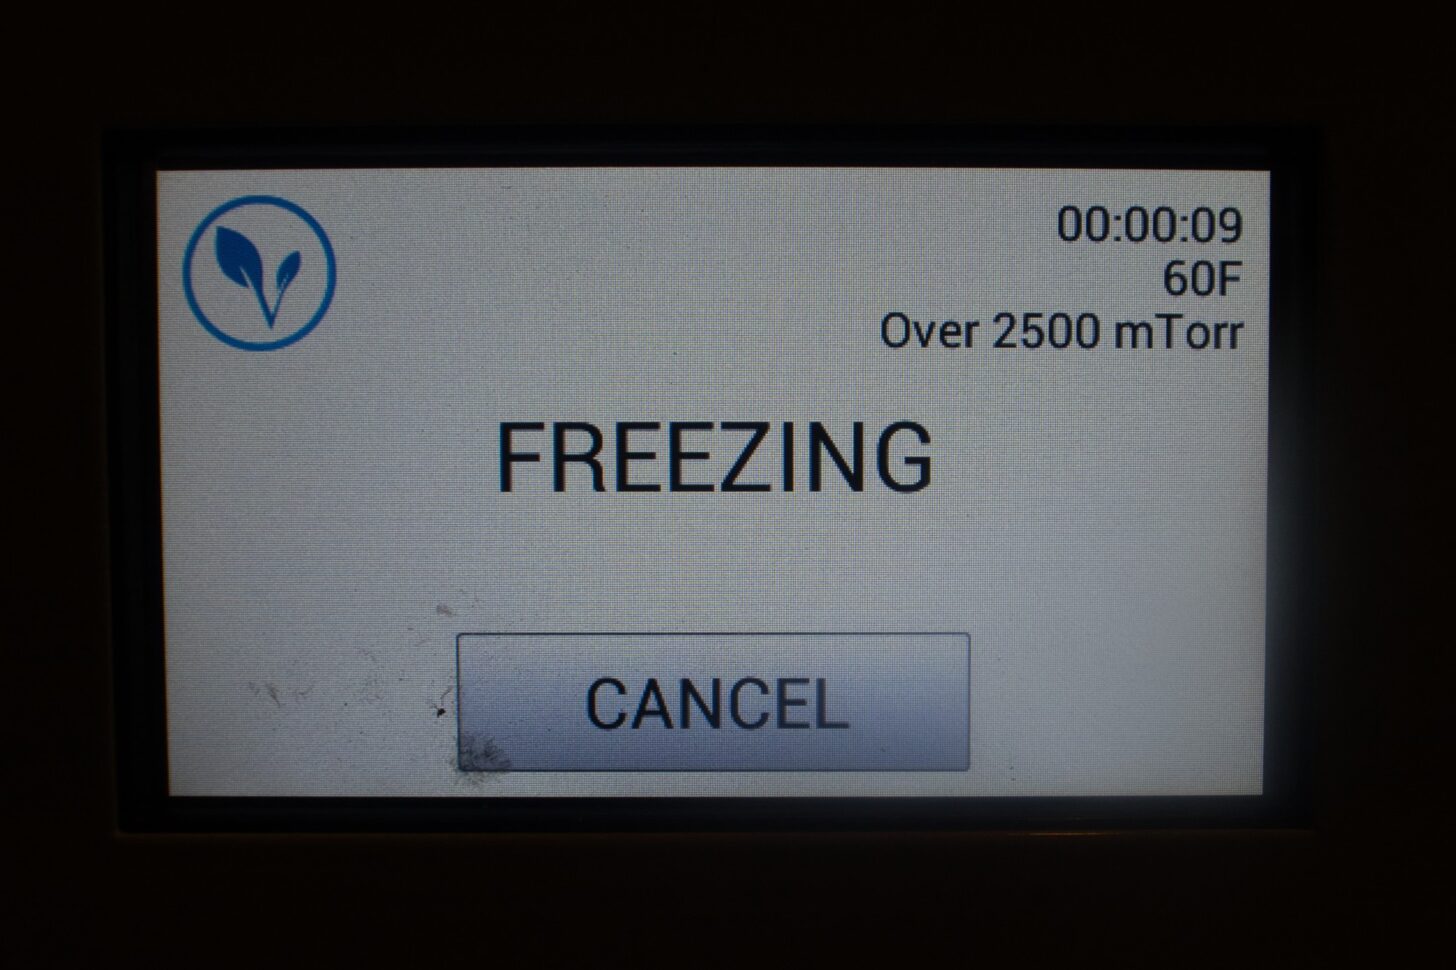 00:00:09
60F
Over 2500 mTorr
FREEZING
CANCEL